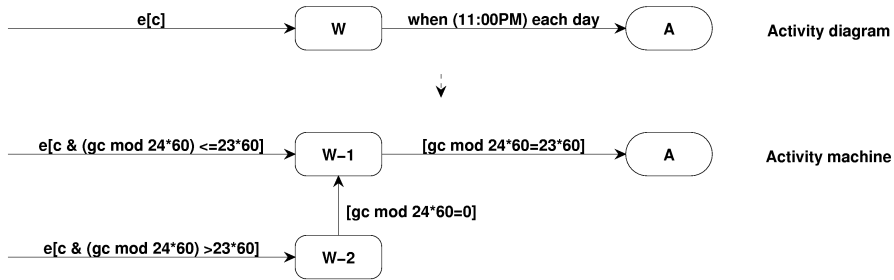 e[c]
W
when (11:00PM) each day
A
Activity diagram
e[c & (gc mod 24*60) <=23*60]
W−1
[gc mod 24*60=23*60]
A
Activity machine
[gc mod 24*60=0]
e[c & (gc mod 24*60) >23*60]
W−2